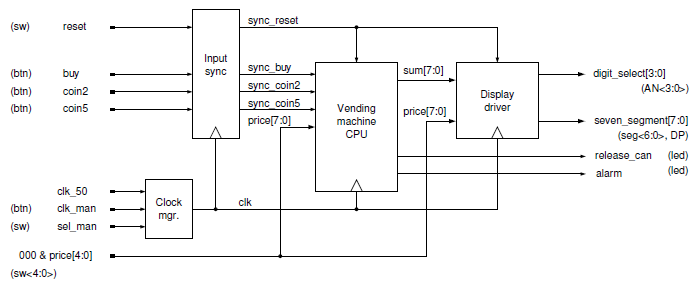 (sw) reset
sync_reset
Input
sync
(btn) buy
(btn) coin2
(btn) coin5
sync_buy
sync_coin2
sync_coin5
price[7:0]
Vending
machine
CPU
sum[7:0]
price[7:0]
Display
driver
digit_select[3:0]
(AN<3:0>)
seven_segment[7:0]
(seg<6:0>, DP)
release_can (led)
alarm (led)
clk_50
(btn) clk_man
(sw) sel_man
Clock
mgr.
clk
000 & price[4:0]
(sw<4:0>)